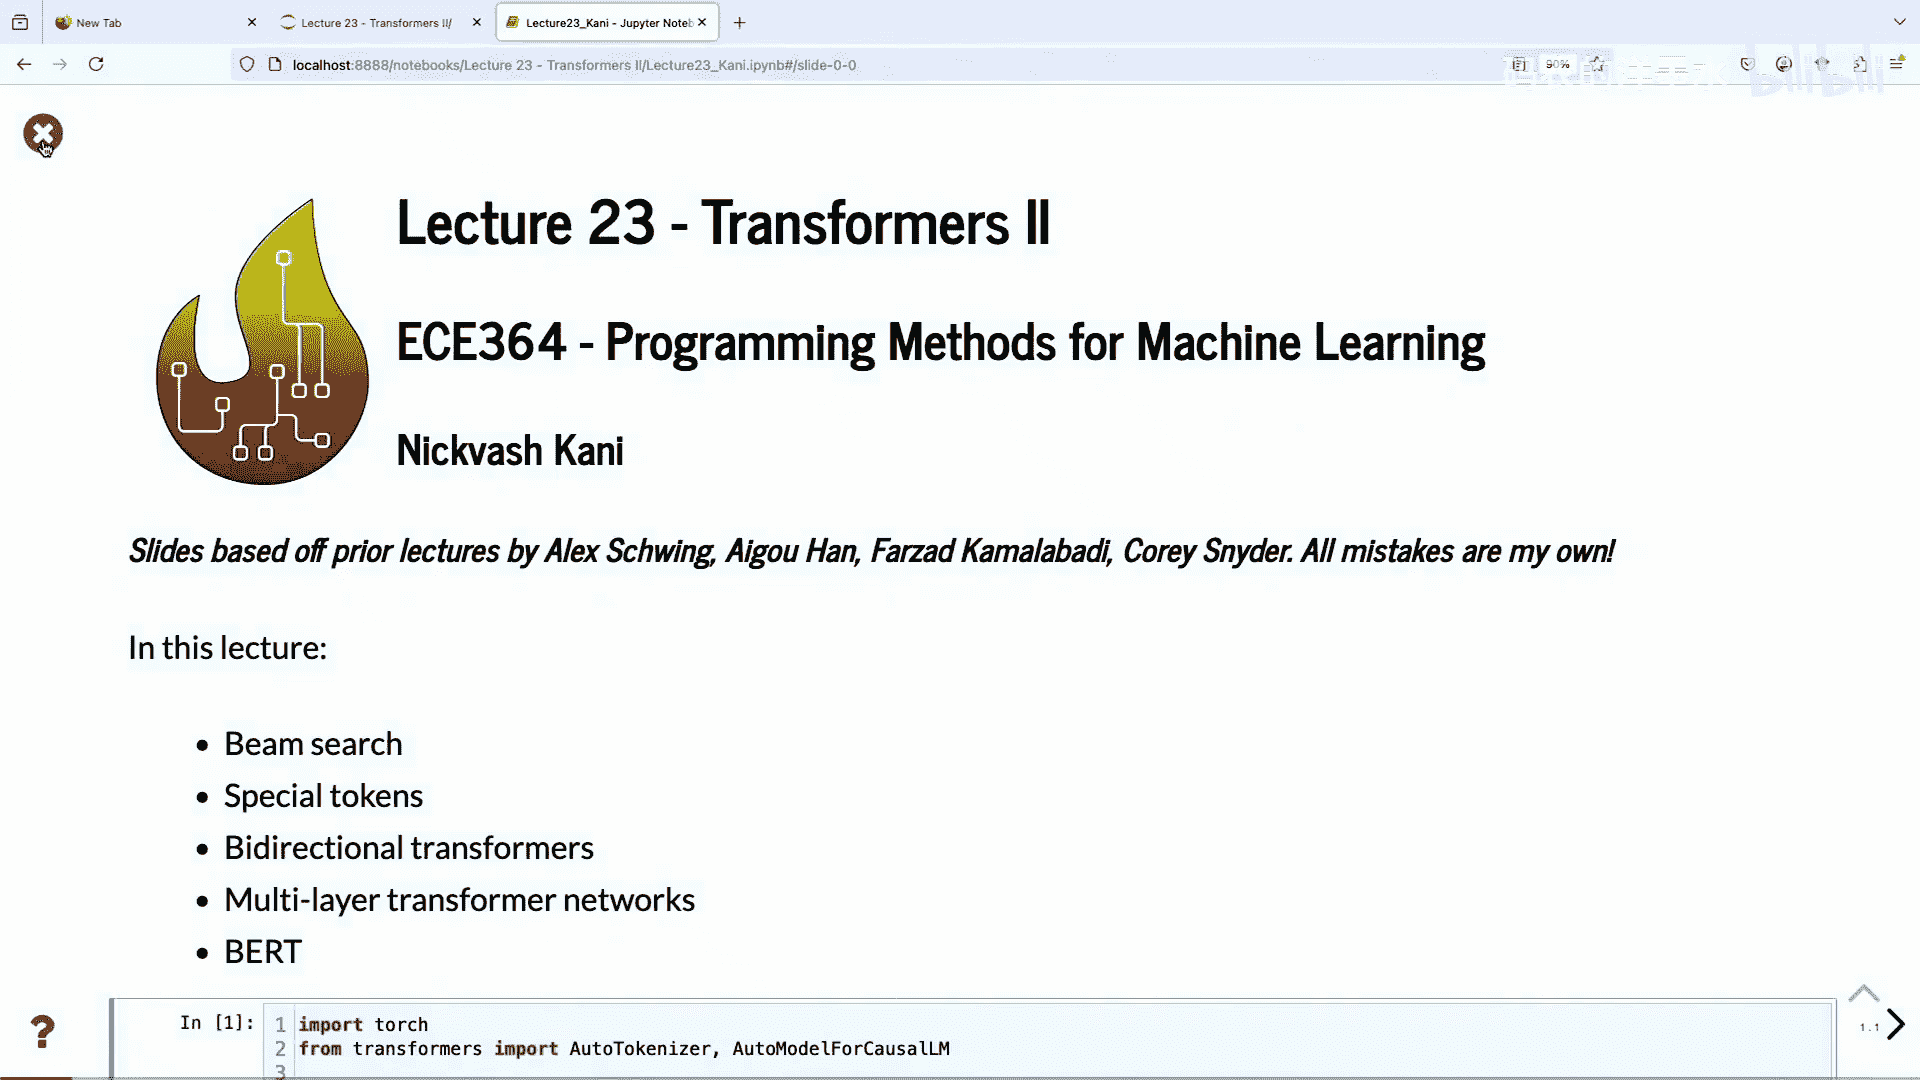 New Tab
Lecture 23 - Transformers II/
Lecture23_Kani - Jupyter Noteb
localhost:8888/notebooks/Lecture 23 - Transformers II/Lecture23_Kani.ipynb#/slide-0-0
90%
bilibili
Lecture 23 - Transformers II
ECE364 - Programming Methods for Machine Learning
Nickvash Kani
Slides based off prior lectures by Alex Schwing, Aigou Han, Farzad Kamalabadi, Corey Snyder. All mistakes are my own!
In this lecture:
• Beam search
• Special tokens
• Bidirectional transformers
• Multi-layer transformer networks
• BERT
In [1]:
1 import torch
2 from transformers import AutoTokenizer, AutoModelForCausalLM
3
1.1
?